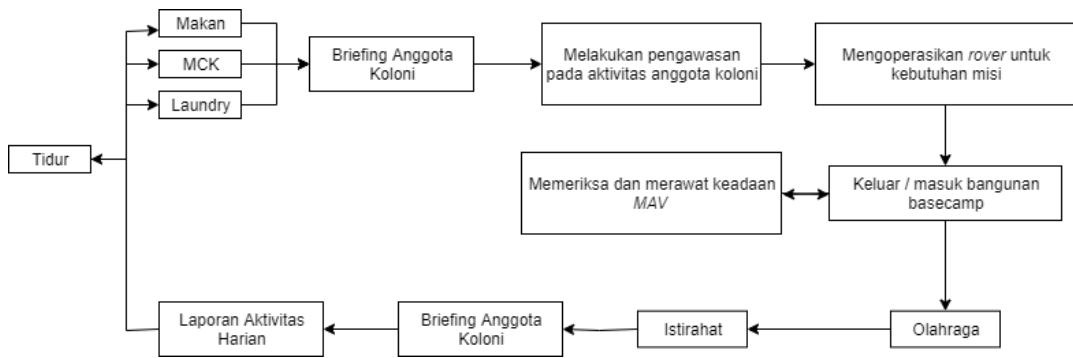 Makan
MCK
Laundry
Tidur
Briefing Anggota
Koloni
Melakukan pengawasan
pada aktivitas anggota koloni
Mengoperasikan rover untuk
kebutuhan misi
Memeriksa dan merawat keadaan
MAV
Keluar / masuk bangunan
basecamp
Laporan Aktivitas
Harian
Briefing Anggota
Koloni
Istirahat
Olahraga